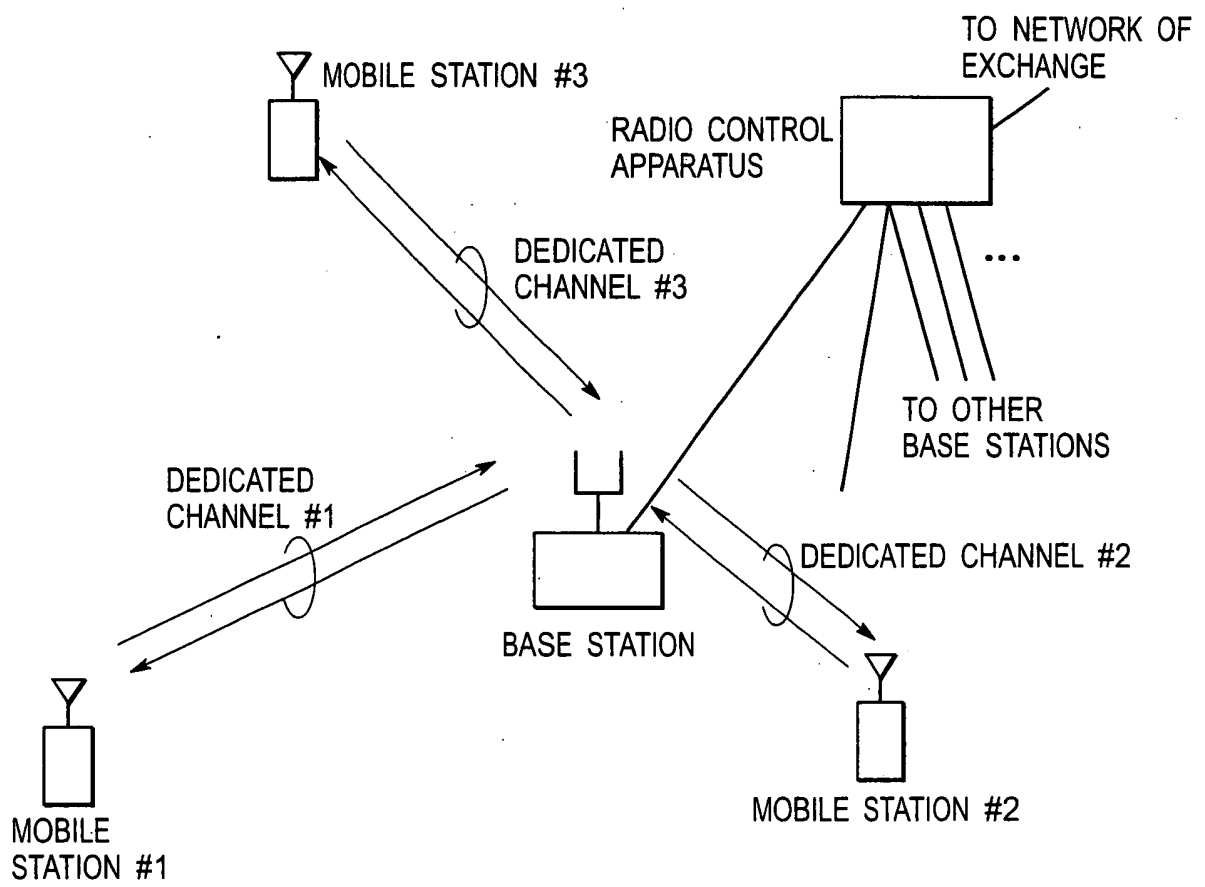 TO NETWORK OF
EXCHANGE
MOBILE STATION #3
RADIO CONTROL
APPARATUS
DEDICATED
CHANNEL #3
...
TO OTHER
BASE STATIONS
DEDICATED
CHANNEL #1
DEDICATED CHANNEL #2
BASE STATION
MOBILE STATION #2
MOBILE
STATION #1